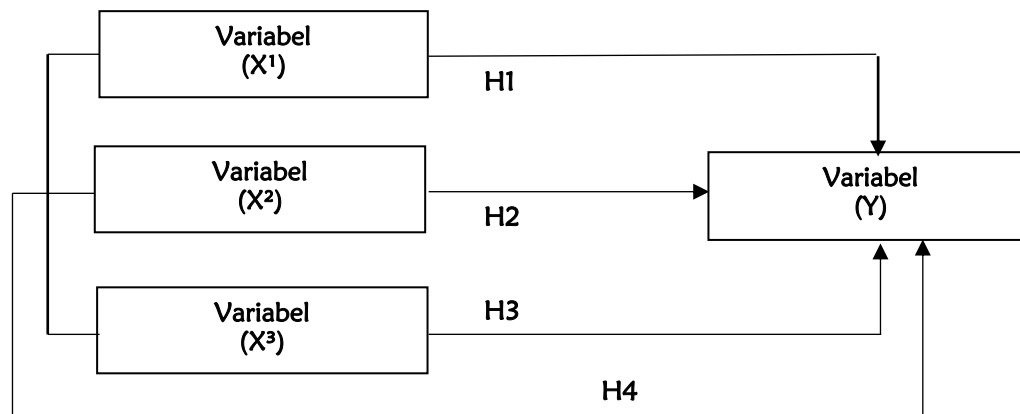 Variabel
(X¹)
H1
Variabel
(X²)
H2
Variabel
(Y)
Variabel
(X³)
H3
H4